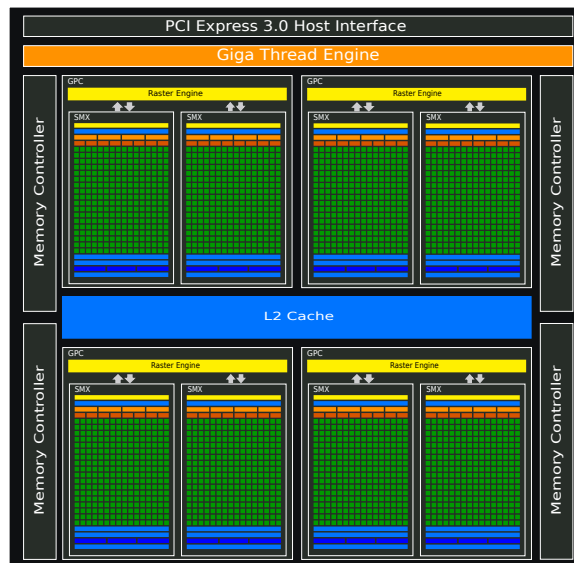 PCI Express 3.0 Host Interface
Giga Thread Engine
Memory Controller
GPC
Raster Engine
SMX
SMX
GPC
Raster Engine
SMX
SMX
Memory Controller
L2 Cache
Memory Controller
GPC
Raster Engine
SMX
SMX
GPC
Raster Engine
SMX
SMX
Memory Controller